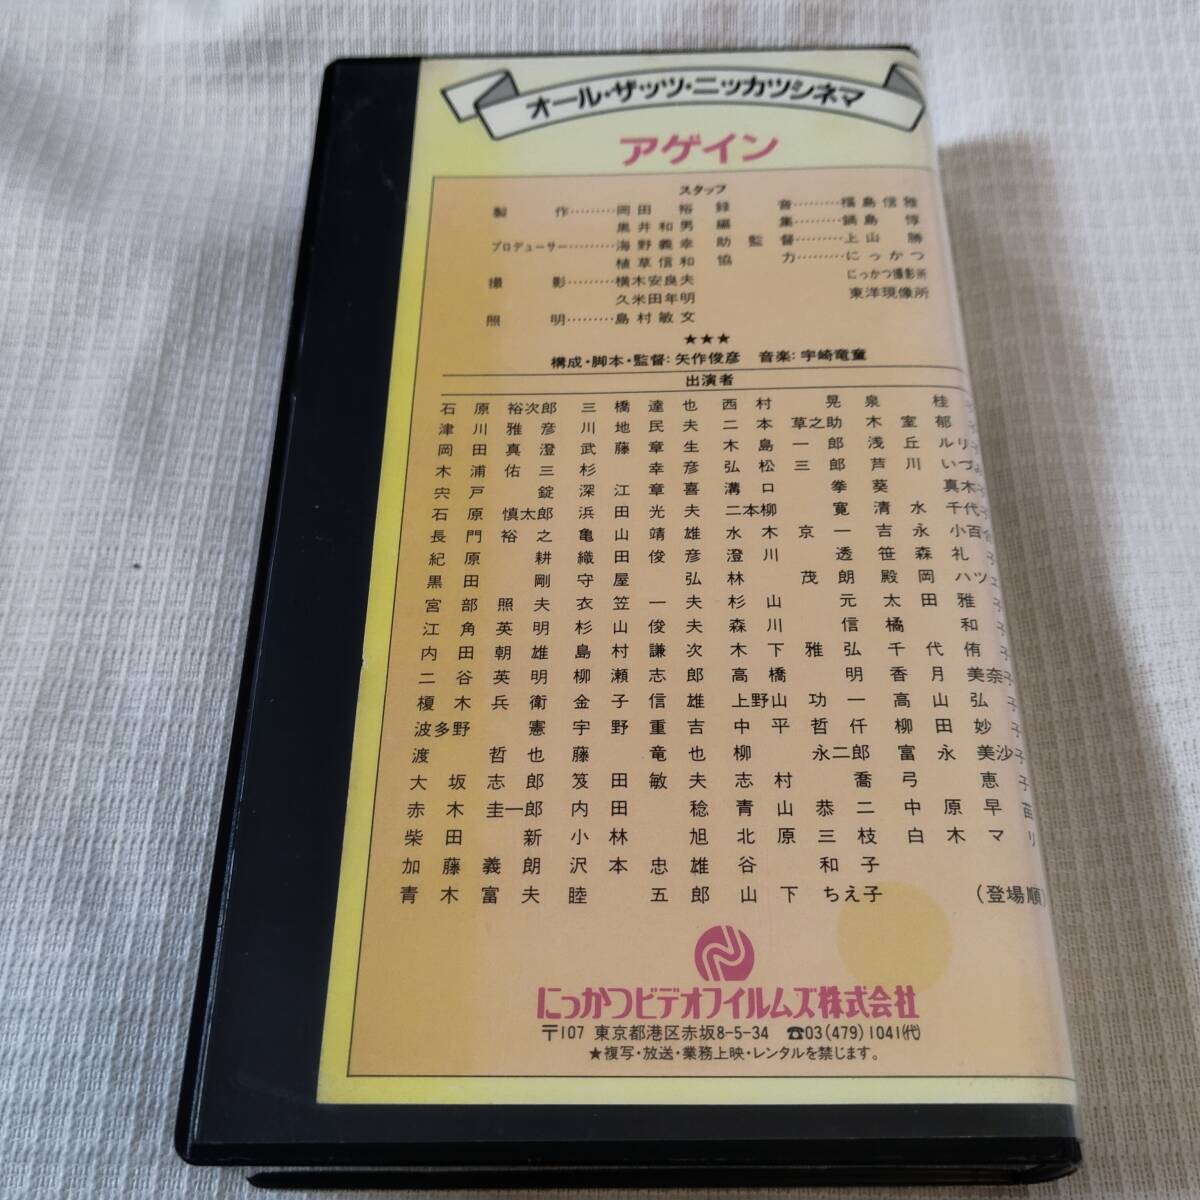 オール・ザッツ・ニッカツシネマ
アゲイン
スタッフ
製作………岡田裕 録音………福島信雅
黒井和男 編集………鍋島惇
プロデューサー………海野義幸 助監督………上山勝
植草信和 協力………にっかつ
撮影………横木安良夫 にっかつ撮影所
久米田年明 東洋現像所
照明………島村敏文
★★★
構成・脚本・監督: 矢作俊彦 音楽: 宇崎竜童
出演者
石原裕次郎 三橋達也 西村晃 泉桂子
津川雅彦 川地民夫 二本草之助 木室郁子
岡田真澄 武藤章生 木島一郎 浅丘ルリ子
木浦佑三 杉幸彦 弘松三郎 芦川いづみ
宍戸錠 深江章喜 溝口拳 葵真木子
石原慎太郎 浜田光夫 二本柳寛 清水千代子
長門裕之 亀山靖雄 水木京一 吉永小百合
紀原耕 織田俊彦 澄川透 笹森礼子
黒田剛 守屋弘 林茂朗 殿岡ハツエ
宮部照夫 衣笠一夫 杉山元 太田雅子
江角英明 杉山俊夫 森川信 橘和子
内田朝雄 島村謙次 木下雅弘 千代侑子
二谷英明 柳瀬志郎 高橋明 香月美奈子
榎木兵衛 金子信雄 上野山功一 高山弘子
波多野憲 宇野重吉 中平哲仟 柳田妙子
渡哲也 藤竜也 柳永二郎 富永美沙子
大坂志郎 笈田敏夫 志村喬 弓恵子
赤木圭一郎 内田稔 青山恭二 中原早苗
柴田新 小林旭 北原三枝 白木マリ
加藤義朗 沢本忠雄 谷和子
青木富夫 睦五郎 山下ちえ子 (登場順)
にっかつビデオフイルムズ株式会社
〒107 東京都港区赤坂8-5-34 ☎03(479)1041㈹
★複写・放送・業務上映・レンタルを禁じます。